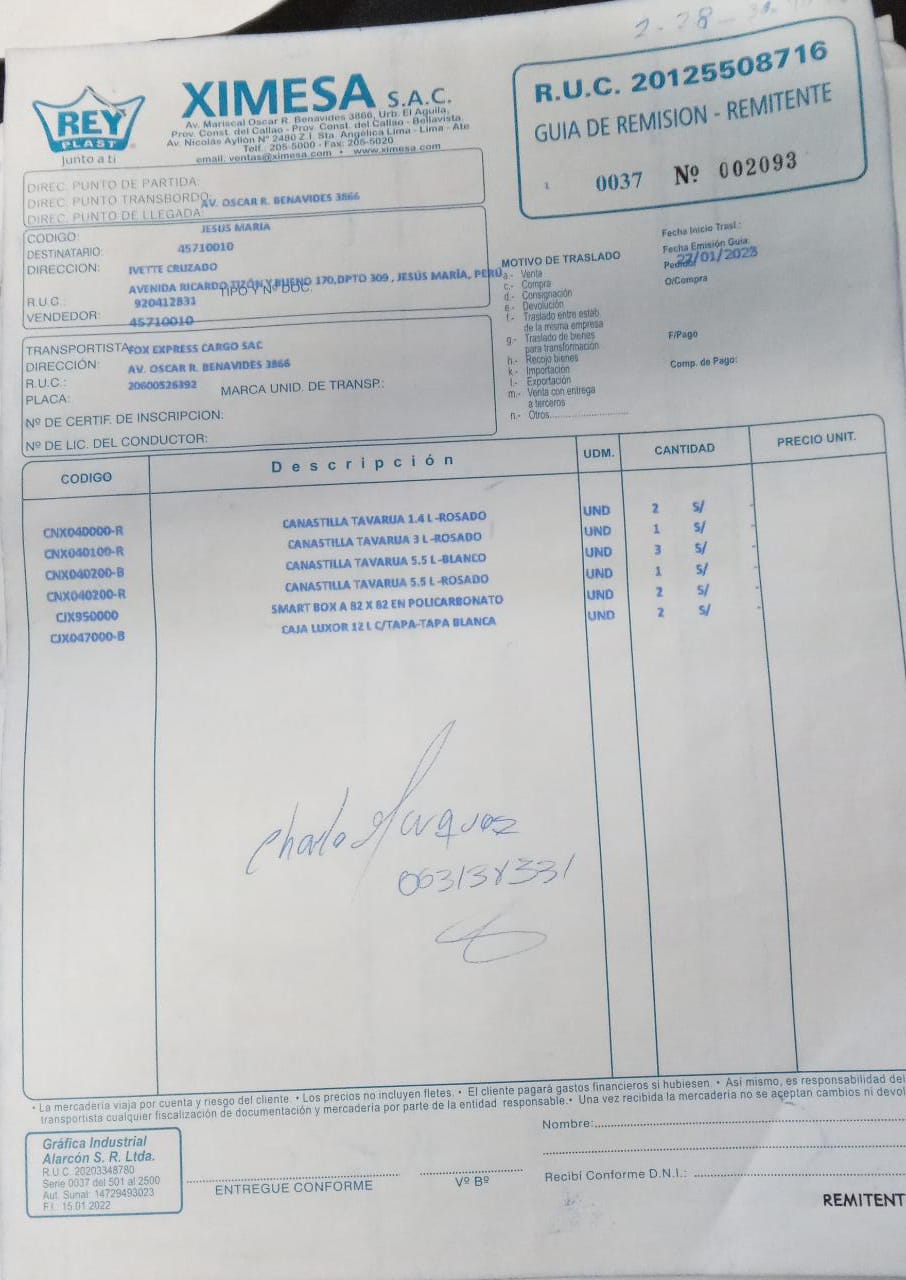 2-28-
REY
PLAST
Junto a ti
XIMESA S.A.C.
Av. Mariscal Oscar R. Benavides 3866, Urb. El Aguila,
Prov. Const. del Callao - Prov. Const. del Callao - Bellavista,
Av. Nicolás Ayllon Nº 2480 Z.I. Sta. Angélica Lima - Lima - Ate
Telf. 205-5000 - Fax: 205-5020
email: ventas@ximesa.com • www.ximesa.com
R.U.C. 20125508716
GUIA DE REMISION - REMITENTE
0037 Nº 002093
DIREC. PUNTO DE PARTIDA:
DIREC. PUNTO TRANSBORDO: AV. OSCAR R. BENAVIDES 3866
DIREC. PUNTO DE LLEGADA:
JESUS MARIA
CODIGO:
45710010
DESTINATARIO:
IVETTE CRUZADO
DIRECCION:
AVENIDA RICARDO TIZÓN Y BUENO 170,DPTO 309 , JESUS MARÍA, PERÚ
TIPO Y Nº DOC.
R.U.C.: 920412831
VENDEDOR: 45710010
TRANSPORTISTA: FOX EXPRESS CARGO SAC
DIRECCIÓN: AV. OSCAR R. BENAVIDES 3866
R.U.C.: 20600526392
MARCA UNID. DE TRANSP.:
PLACA:
Nº DE CERTIF. DE INSCRIPCION:
Nº DE LIC. DEL CONDUCTOR:
MOTIVO DE TRASLADO
a.- Venta
c.- Compra
d.- Consignación
e.- Devolución
f.- Traslado entre estab.
de la misma empresa
g.- Traslado de bienes
para transformación
h.- Recojo bienes
k.- Importación
l.- Exportación
m.- Venta con entrega
a terceros
n.- Otros
Fecha Inicio Trasl.:
Fecha Emisión Guía:
Pedido: 27/01/2023
O/Compra
F/Pago
Comp. de Pago:
CODIGO Descripción UDM. CANTIDAD PRECIO UNIT.
CNX040000-R CANASTILLA TAVARUA 1.4 L -ROSADO UND 2 S/ -
CNX040100-R CANASTILLA TAVARUA 3 L -ROSADO UND 1 S/ -
CNX040200-B CANASTILLA TAVARUA 5.5 L -BLANCO UND 3 S/ -
CNX040200-R CANASTILLA TAVARUA 5.5 L -ROSADO UND 1 S/ -
CJX950000 SMART BOX A 82 X 82 EN POLICARBONATO UND 2 S/ -
CJX047000-B CAJA LUXOR 12 L C/TAPA-TAPA BLANCA UND 2 S/ -
Marquez
• La mercadería viaja por cuenta y riesgo del cliente. • Los precios no incluyen fletes. • El cliente pagará gastos financieros si hubiesen. • Asi mismo, es responsabilidad del
transportista cualquier fiscalización de documentación y mercadería por parte de la entidad responsable.• Una vez recibida la mercadería no se aceptan cambios ni devol
Gráfica Industrial
Alarcón S. R. Ltda.
R.U.C. 20203348780
Serie 0037 del 501 al 2500
Aut. Sunat: 14729493023
F.I.: 15.01.2022
ENTREGUE CONFORME
Vº Bº
Nombre:
Recibí Conforme D.N.I.:
REMITENT